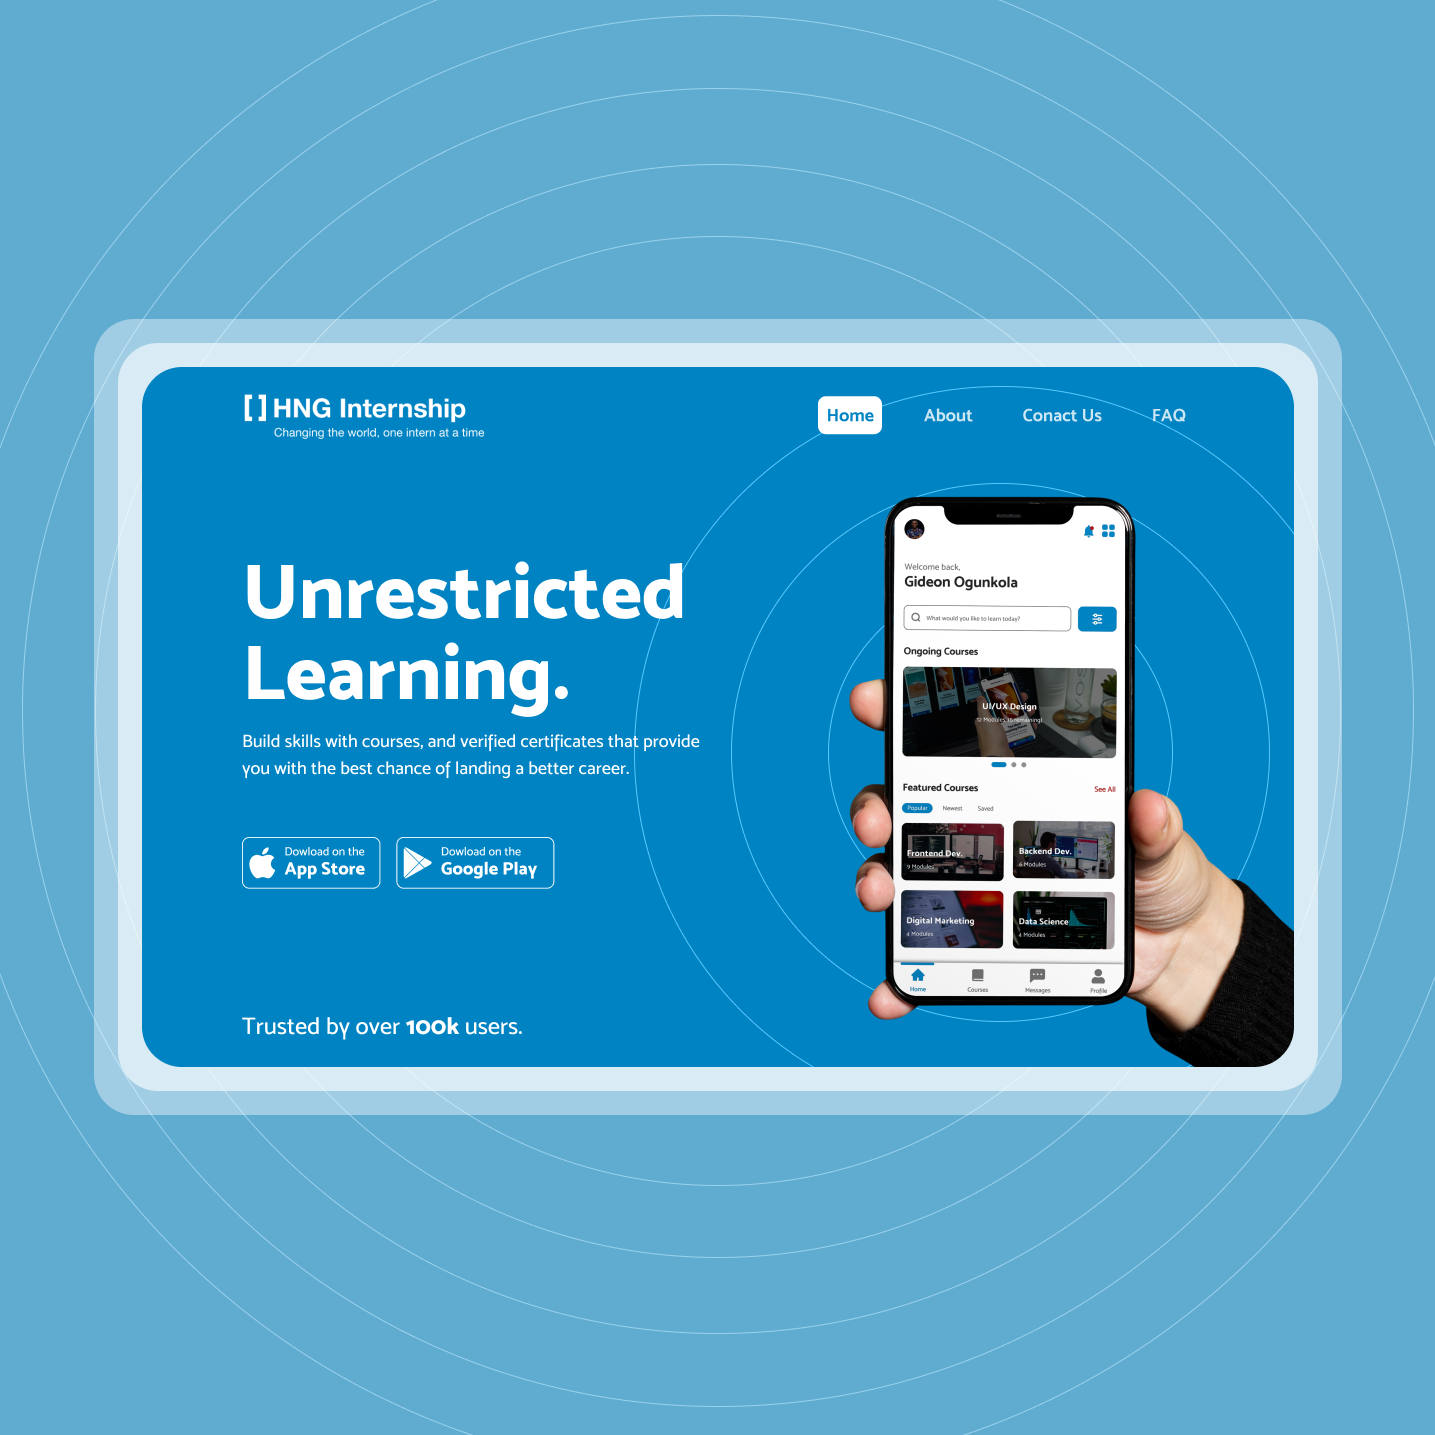 HNG Internship
Changing the world, one intern at a time
Home
About
Conact Us
FAQ
Unrestricted
Learning.
Build skills with courses, and verified certificates that provide
you with the best chance of landing a better career.
Dowload on the
App Store
Dowload on the
Google Play
Trusted by over 100k users.
Welcome back,
Gideon Ogunkola
What would you like to learn today?
Ongoing Courses
UI/UX Design
12 Modules (5 remaining)
Featured Courses
See All
Popular
Newest
Saved
Frontend Dev.
9 Modules
Backend Dev.
6 Modules
Digital Marketing
4 Modules
Data Science
4 Modules
Home
Courses
Messages
Profile